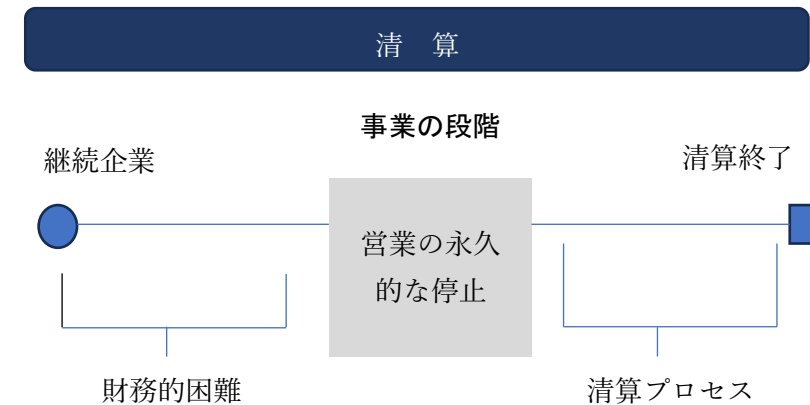 清 算
事業の段階
継続企業
清算終了
営業の永久
的な停止
財務的困難
清算プロセス